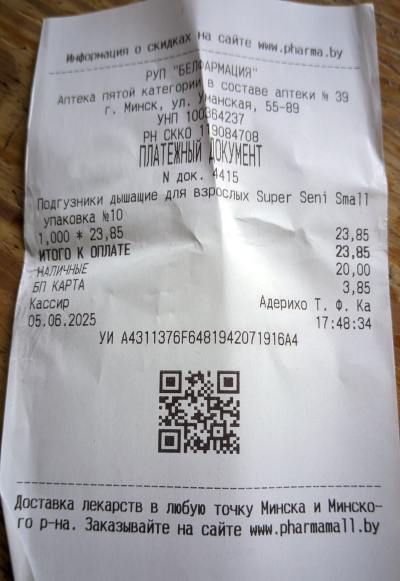 Информация о скидках на сайте www.pharma.by
РУП "БЕЛФАРМАЦИЯ"
Аптека пятой категории в составе аптеки № 39
г. Минск, ул. Уманская, 55-89
УНП 100364237
РН СККО 119084708
ПЛАТЕЖНЫЙ ДОКУМЕНТ
N док. 4415
Подгузники дышащие для взрослых Super Seni Small
упаковка №10
1,000 * 23,85 23,85
ИТОГО К ОПЛАТЕ 23,85
НАЛИЧНЫЕ 20,00
БП КАРТА 3,85
Кассир Адерихо Т. Ф. Ка
05.06.2025 17:48:34
УИ A4311376F6481942071916A4
Доставка лекарств в любую точку Минска и Минско-
го р-на. Заказывайте на сайте www.pharmamall.by